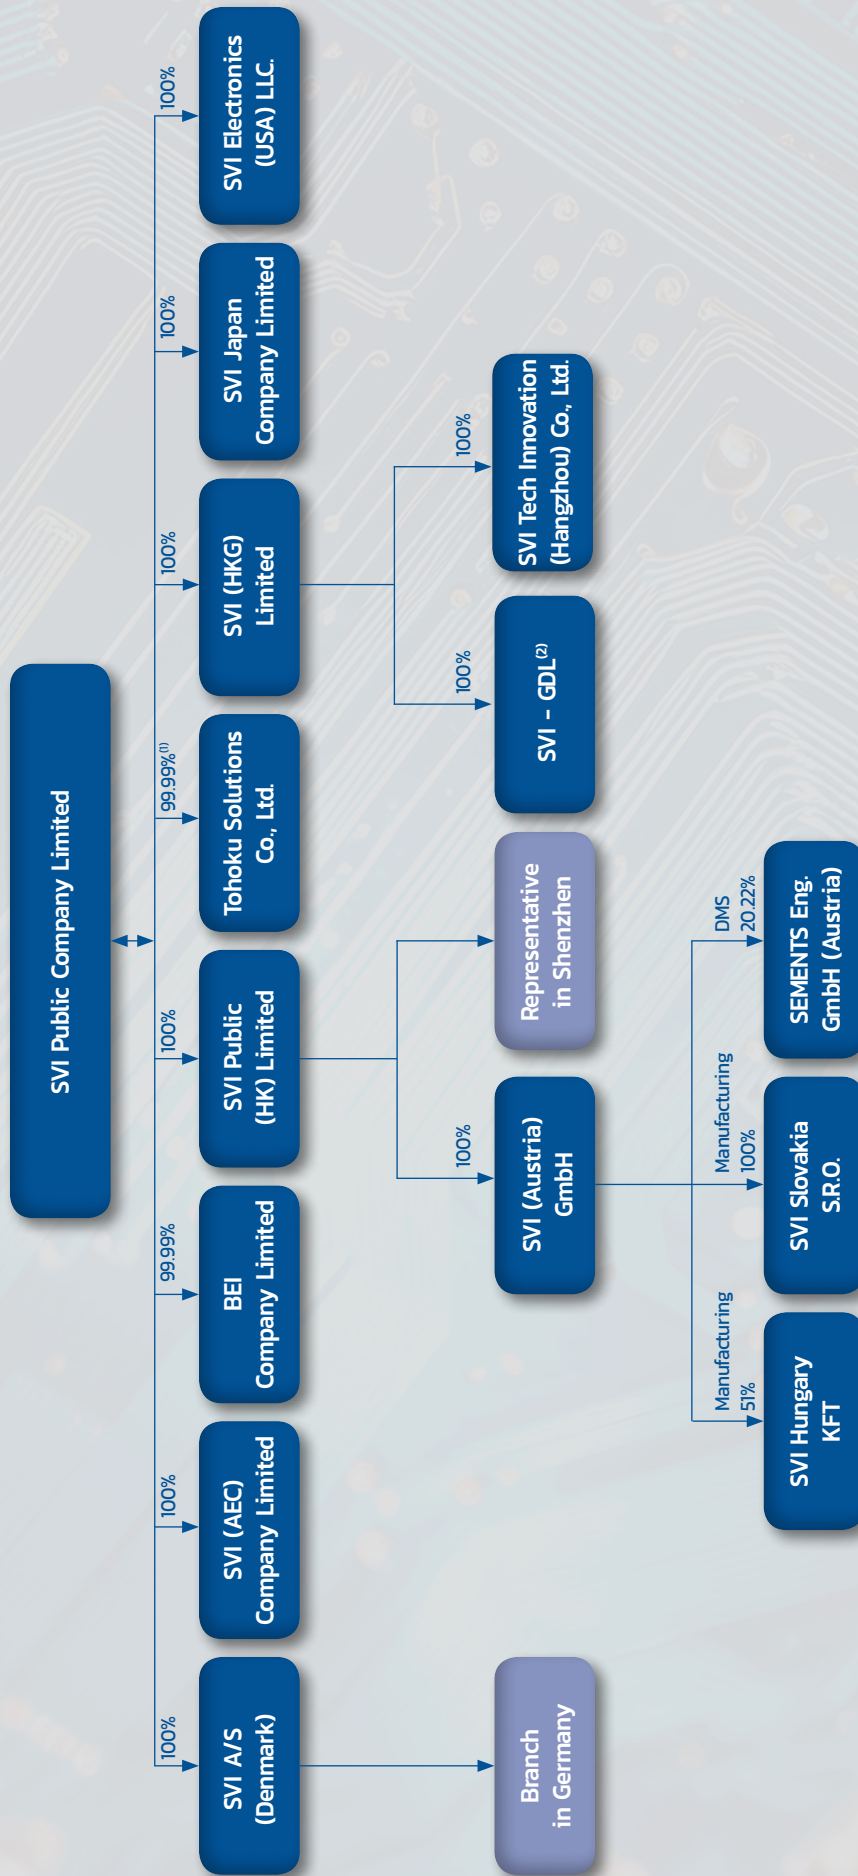 SVI Public Company Limited
100%
100%
99.99%
100%
99.99%(1)
100%
100%
100%
SVI A/S
(Denmark)
SVI (AEC)
Company Limited
BEI
Company Limited
SVI Public
(HK) Limited
Tohoku Solutions
Co., Ltd.
SVI (HKG)
Limited
SVI Japan
Company Limited
SVI Electronics
(USA) LLC.
100%
100%
100%
Branch
in Germany
SVI (Austria)
GmbH
Representative
in Shenzhen
SVI - GDL(2)
SVI Tech Innovation
(Hangzhou) Co., Ltd.
Manufacturing
51%
Manufacturing
100%
DMS
20.22%
SVI Hungary
KFT
SVI Slovakia
S.R.O.
SEMENTS Eng.
GmbH (Austria)